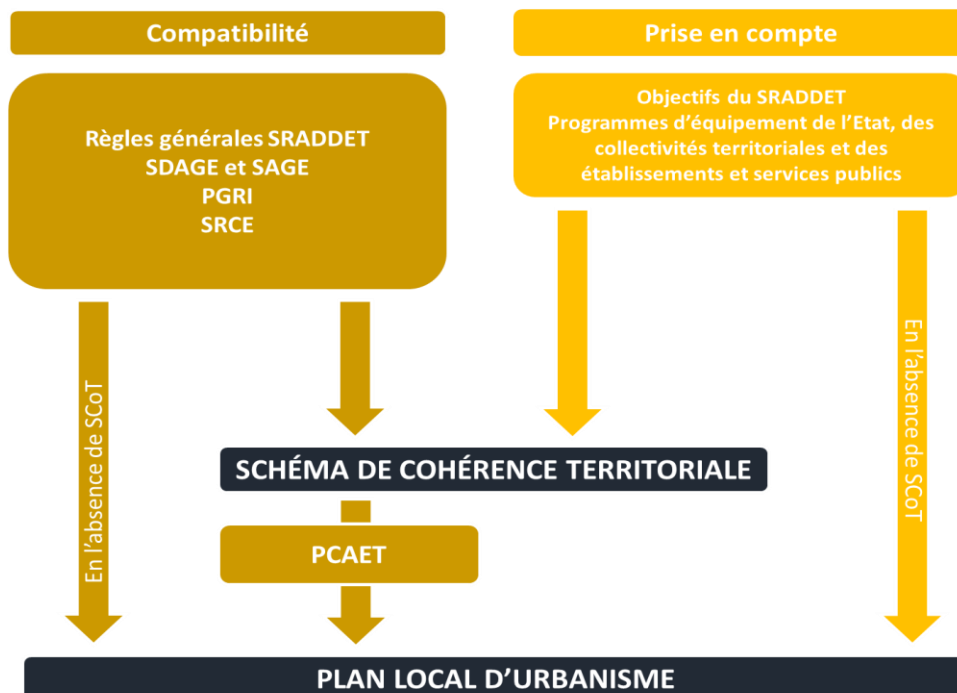 Compatibilité
Prise en compte
Règles générales SRADDET
SDAGE et SAGE
PGRI
SRCE
Objectifs du SRADDET
Programmes d'équipement de l'Etat, des
collectivités territoriales et des
établissements et services publics
En l'absence de SCoT
En l'absence de SCoT
SCHÉMA DE COHÉRENCE TERRITORIALE
PCAET
PLAN LOCAL D'URBANISME